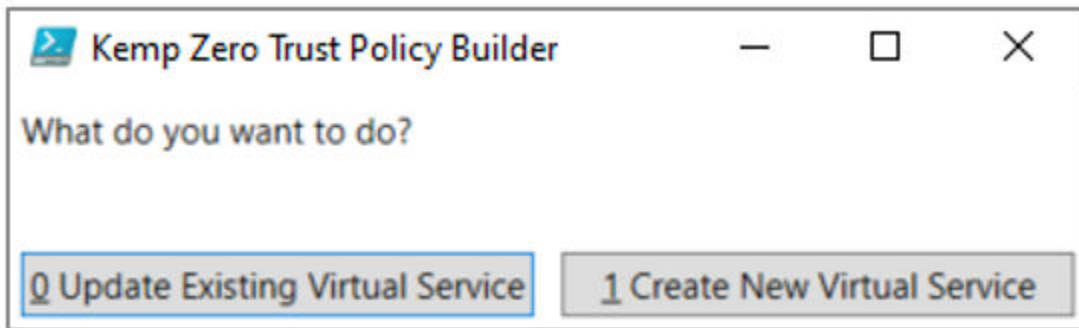 Kemp Zero Trust Policy Builder
What do you want to do?
0 Update Existing Virtual Service
1 Create New Virtual Service